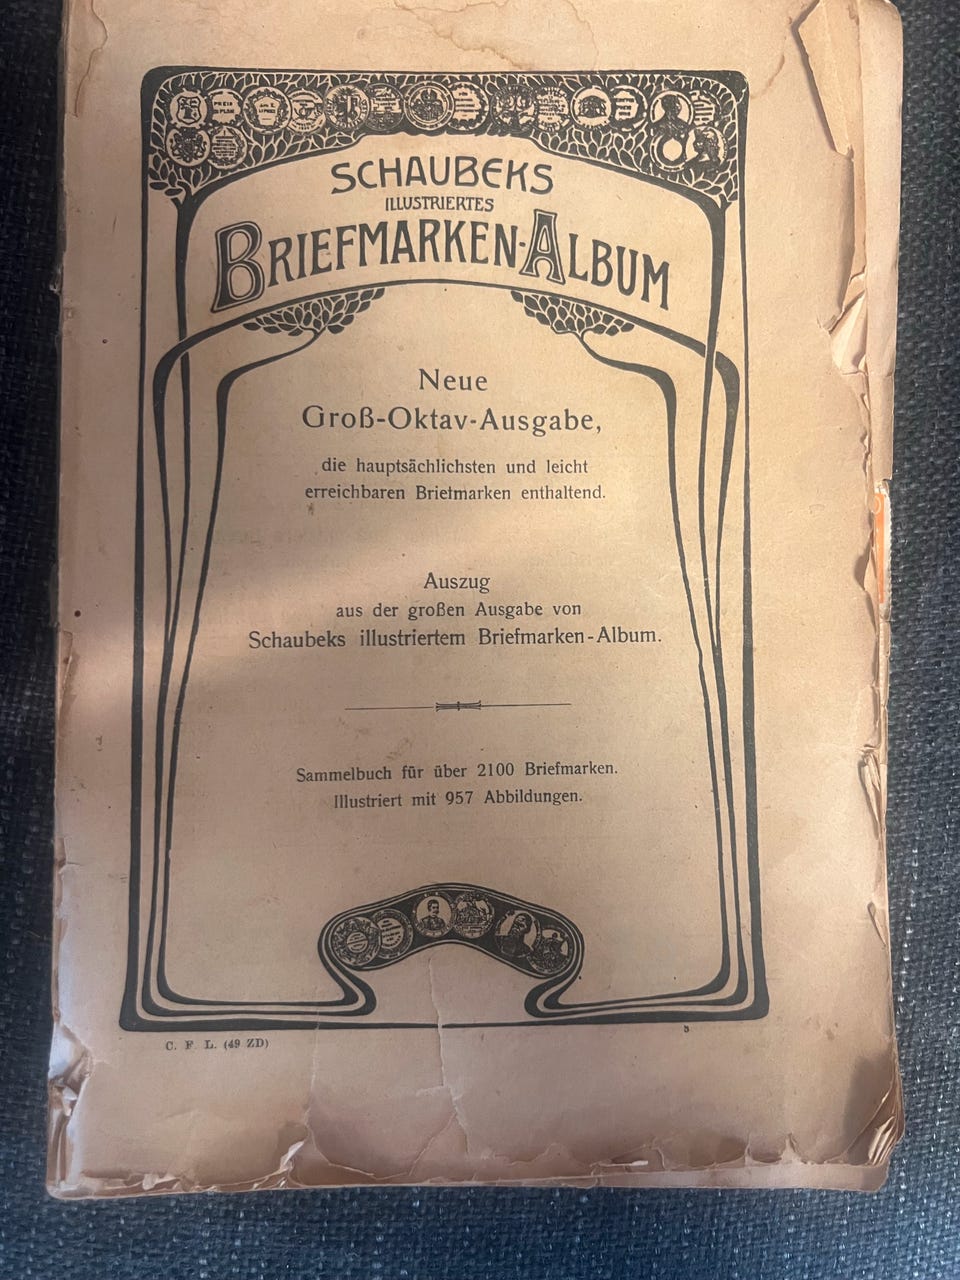 SCHAUBEKS
ILLUSTRIERTES
BRIEFMARKEN-ALBUM
Neue
Groß-Oktav-Ausgabe,
die hauptsächlichsten und leicht
erreichbaren Briefmarken enthaltend.
Auszug
aus der großen Ausgabe von
Schaubeks illustriertem Briefmarken-Album.
Sammelbuch für über 2100 Briefmarken.
Illustriert mit 957 Abbildungen.
C. F. L. (49 ZD)